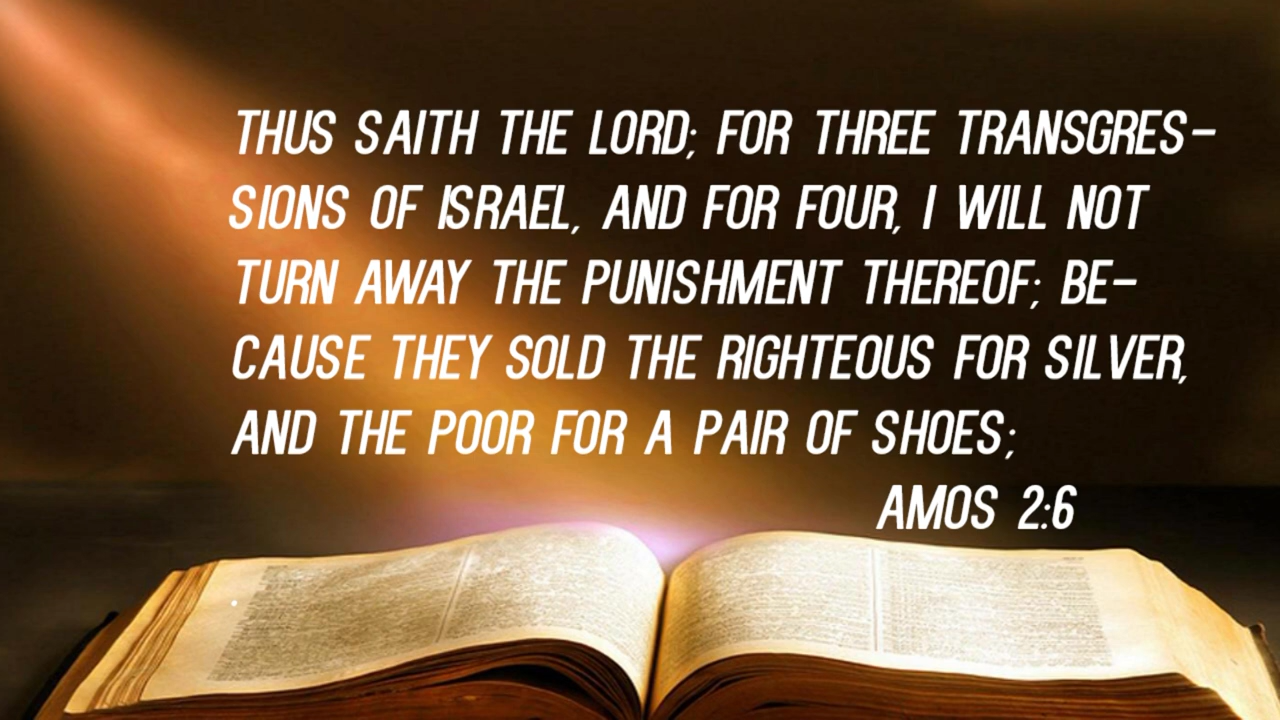 THUS SAITH THE LORD; FOR THREE TRANSGRES-
SIONS OF ISRAEL, AND FOR FOUR, I WILL NOT
TURN AWAY THE PUNISHMENT THEREOF; BE-
CAUSE THEY SOLD THE RIGHTEOUS FOR SILVER,
AND THE POOR FOR A PAIR OF SHOES;
AMOS 2:6